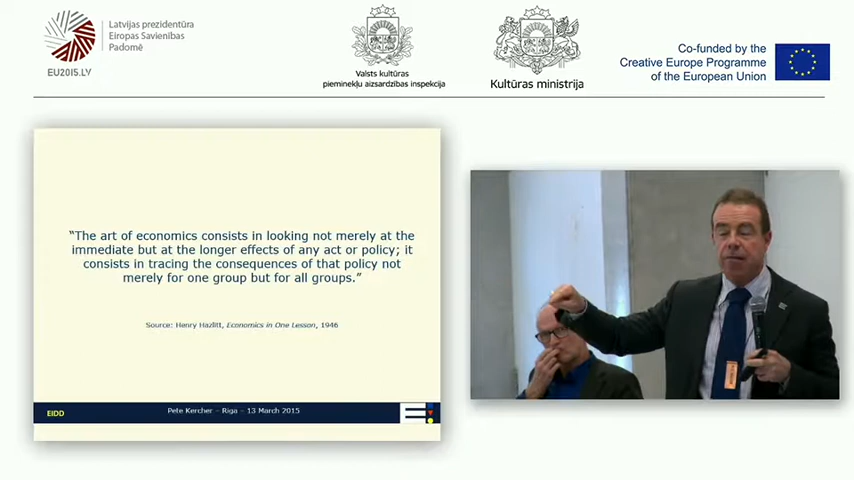 Latvijas prezidentūra
Eiropas Savienības
Padomē
EU2015.LV
Valsts kultūras
pieminekļu aizsardzības inspekcija
Kultūras ministrija
Co-funded by the
Creative Europe Programme
of the European Union
“The art of economics consists in looking not merely at the
immediate but at the longer effects of any act or policy; it
consists in tracing the consequences of that policy not
merely for one group but for all groups.”
Source: Henry Hazlitt, Economics in One Lesson, 1946
EIDD
Pete Kercher – Riga – 13 March 2015